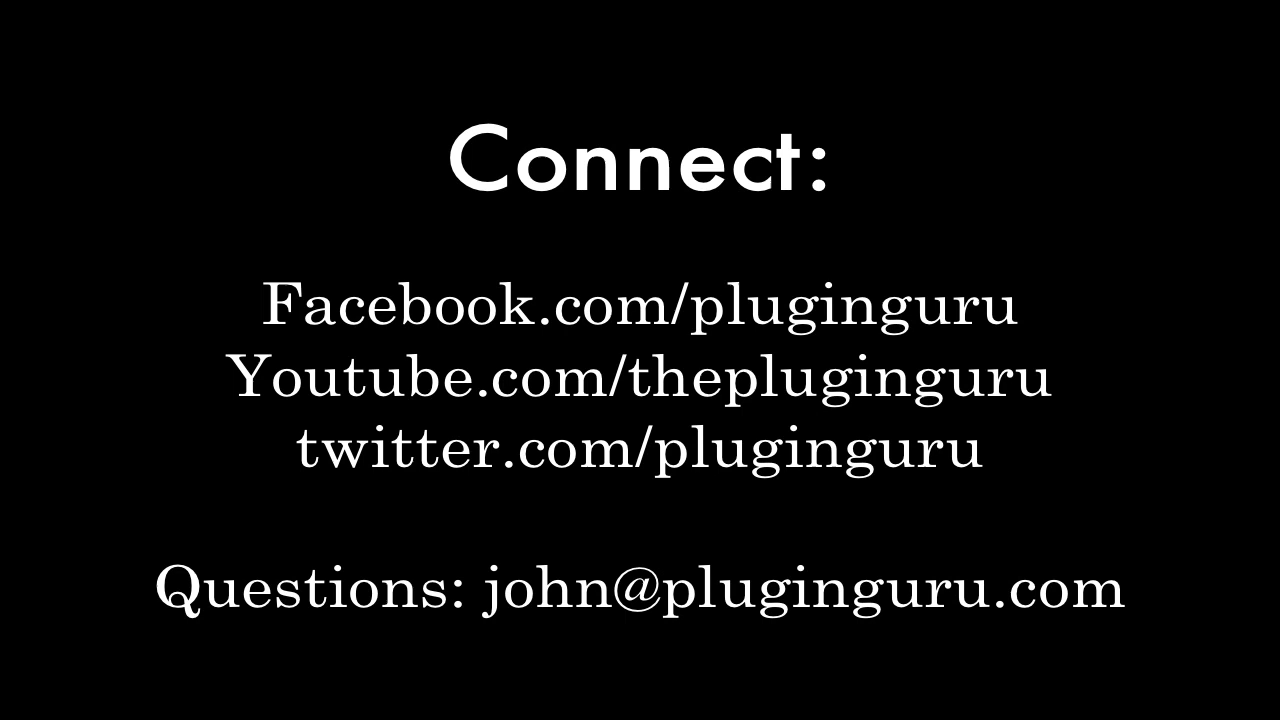 Connect:
Facebook.com/pluginguru
Youtube.com/thepluginguru
twitter.com/pluginguru
Questions: john@pluginguru.com